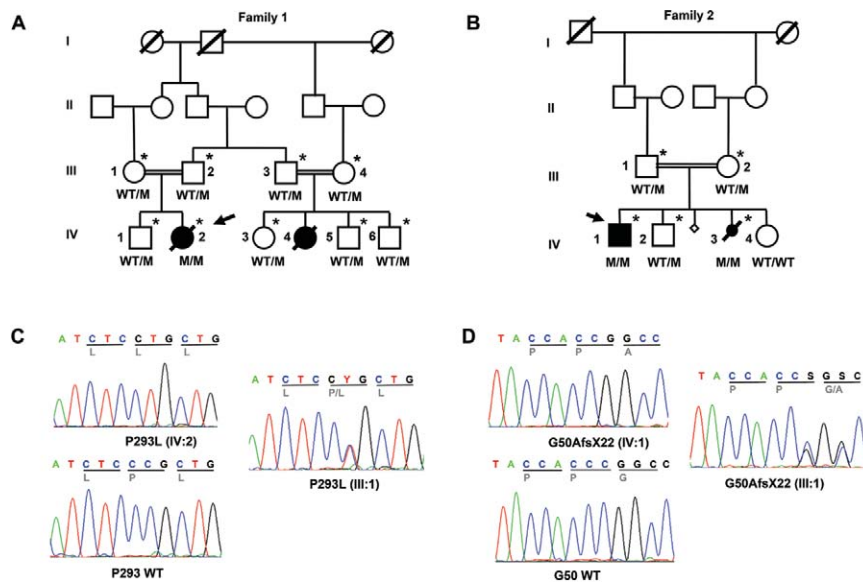 A
Family 1
I
II
III
1 * * 2 3 * * 4
WT/M WT/M WT/M WT/M
IV
1 * * 2 3 * 4 5 * 6 *
WT/M M/M WT/M WT/M WT/M
B
Family 2
I
II
III
1 * * 2
WT/M WT/M
IV
1 * 2 * 3 * 4
M/M WT/M M/M WT/WT
C
A T C T C C T G C T G
L L L
P293L (IV:2)
A T C T C C Y G C T G
L P/L L
P293L (III:1)
A T C T C C C G C T G
L P L
P293 WT
D
T A C C A C C G G C C
P P A
G50AfsX22 (IV:1)
T A C C A C C S G S C
P P G/A
G50AfsX22 (III:1)
T A C C A C C C G G C C
P P G
G50 WT